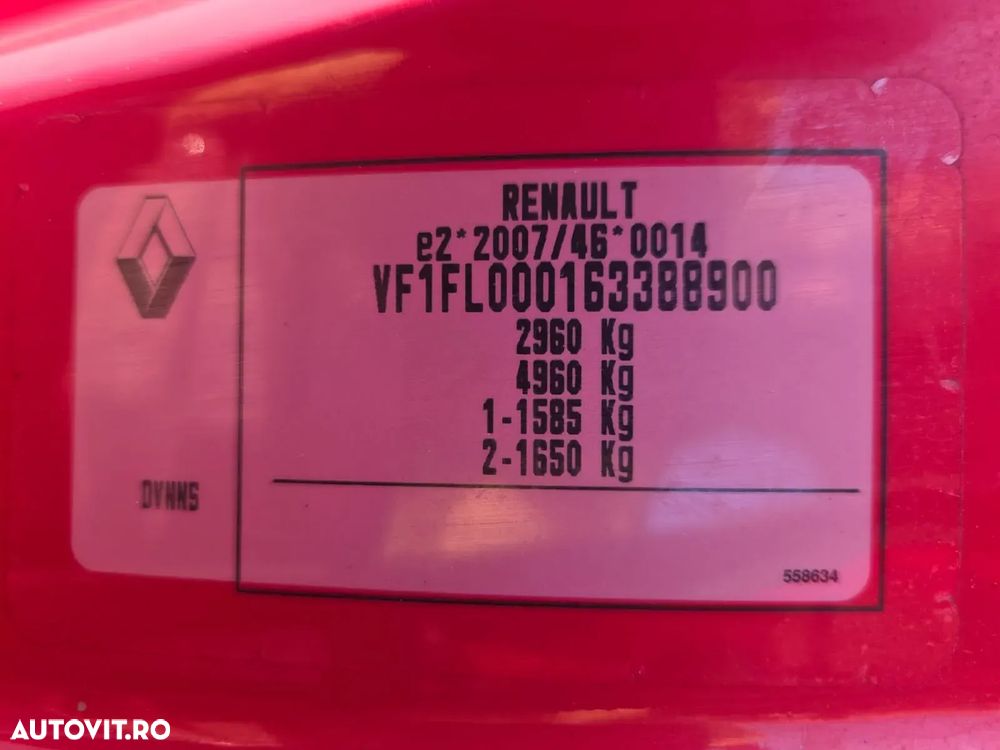 RENAULT
e2*2007/46*0014
VF1FL000163388900
2960 Kg
4960 Kg
1-1585 Kg
2-1650 Kg
DVNNS
558634
AUTOVIT.RO